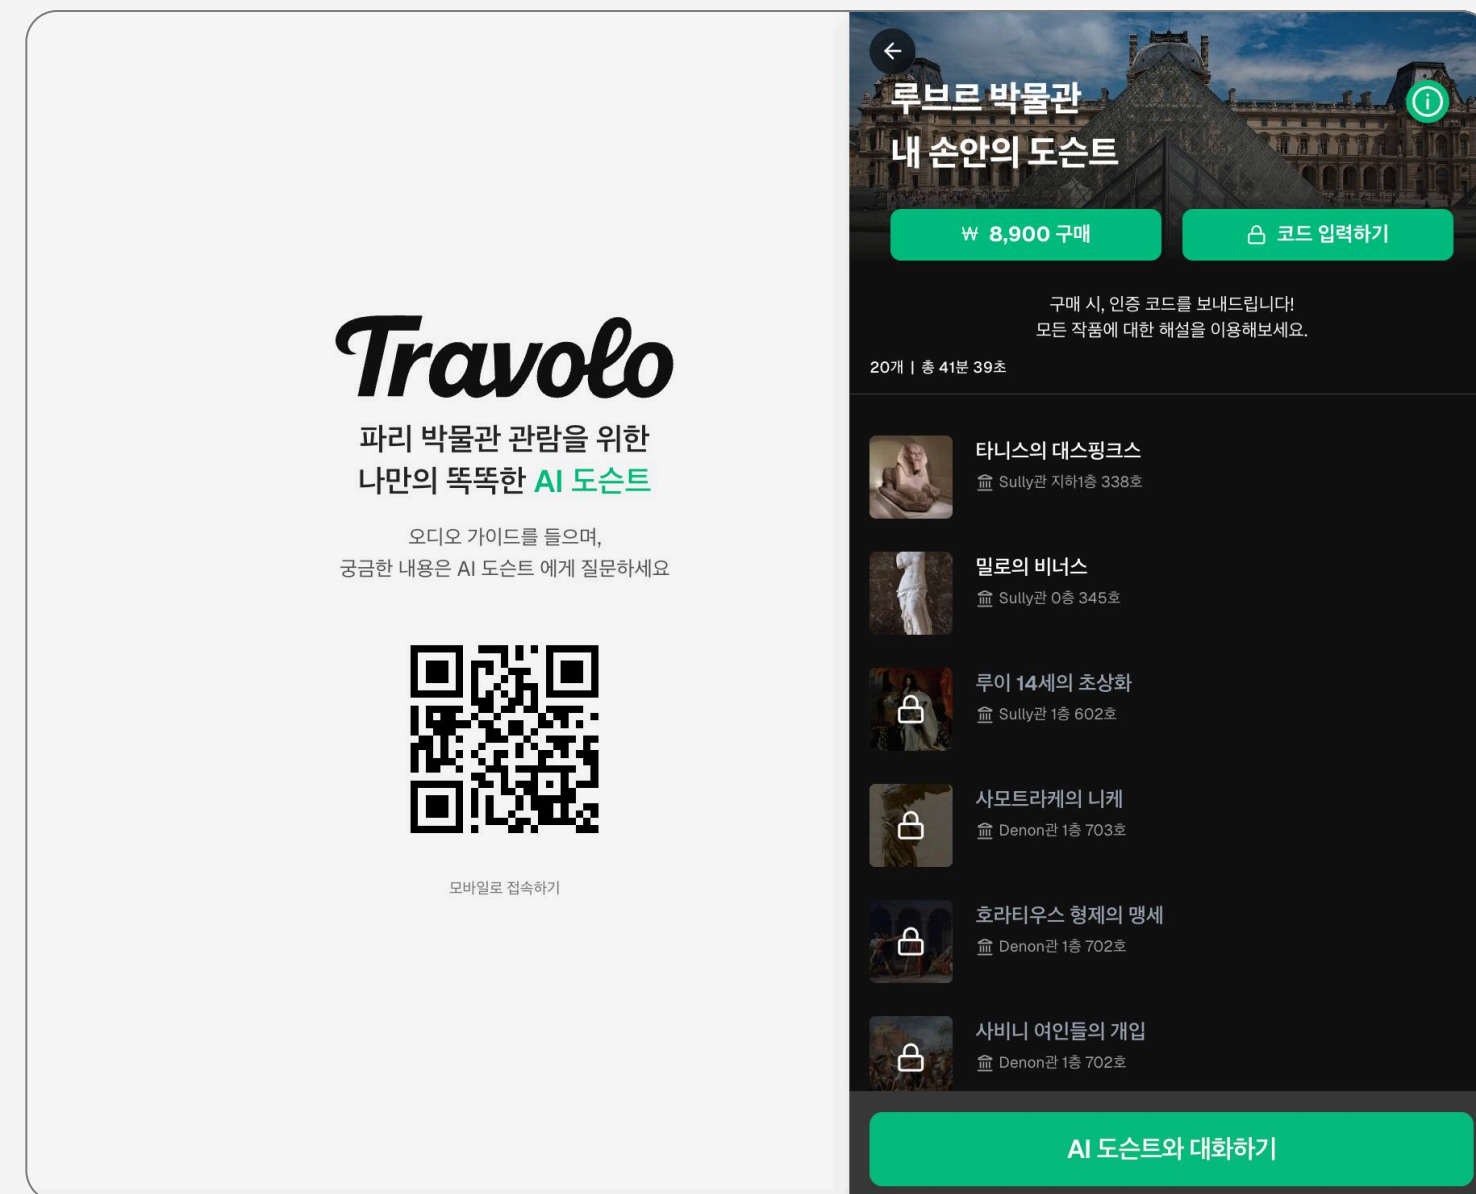 Travolo
파리 박물관 관람을 위한
나만의 똑똑한 AI 도슨트
오디오 가이드를 들으며,
궁금한 내용은 AI 도슨트 에게 질문하세요
모바일로 접속하기
루브르 박물관
내 손안의 도슨트
₩ 8,900 구매
코드 입력하기
구매 시, 인증 코드를 보내드립니다!
모든 작품에 대한 해설을 이용해보세요.
20개 | 총 41분 39초
타니스의 대스핑크스
Sully관 지하1층 338호
밀로의 비너스
Sully관 0층 345호
루이 14세의 초상화
Sully관 1층 602호
사모트라케의 니케
Denon관 1층 703호
호라티우스 형제의 맹세
Denon관 1층 702호
사비니 여인들의 개입
Denon관 1층 702호
AI 도슨트와 대화하기